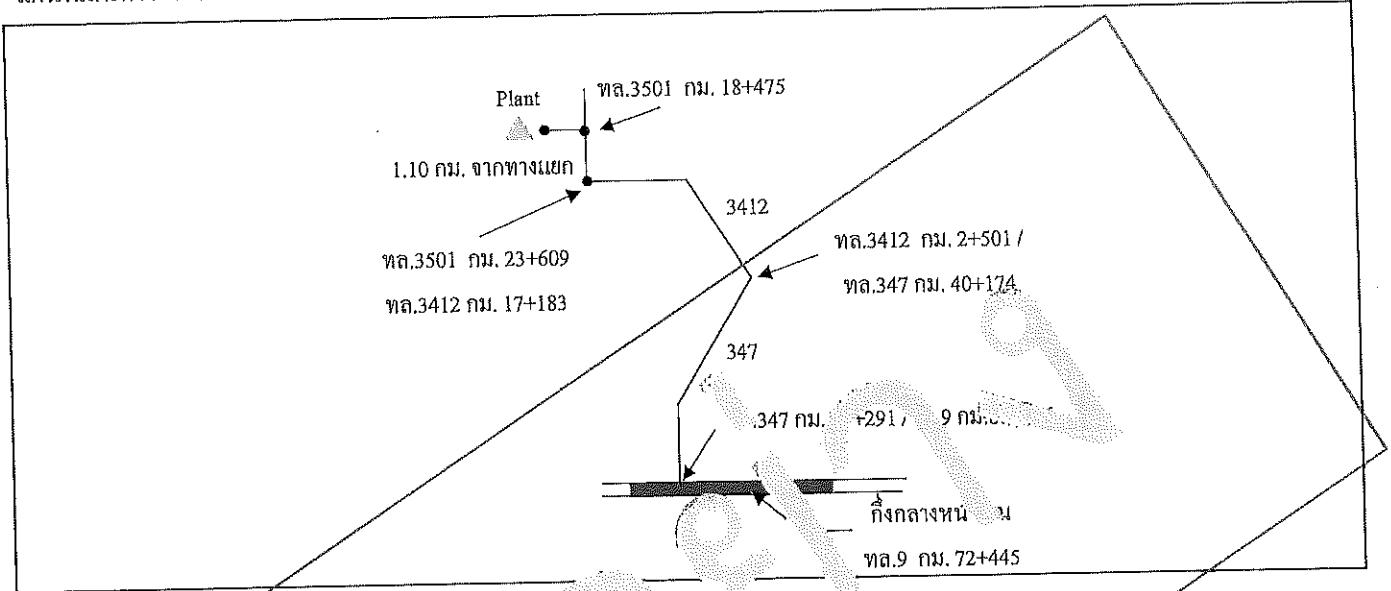 Plant
ทล.3501 กม. 18+475
1.10 กม. จากทางแยก
3412
ทล.3501 กม. 23+609
ทล.3412 กม. 17+183
ทล.3412 กม. 2+501 /
ทล.347 กม. 40+174
347
.347 กม. +291 / 9 กม.
กึ่งกลางหน้
ทล.9 กม. 72+445